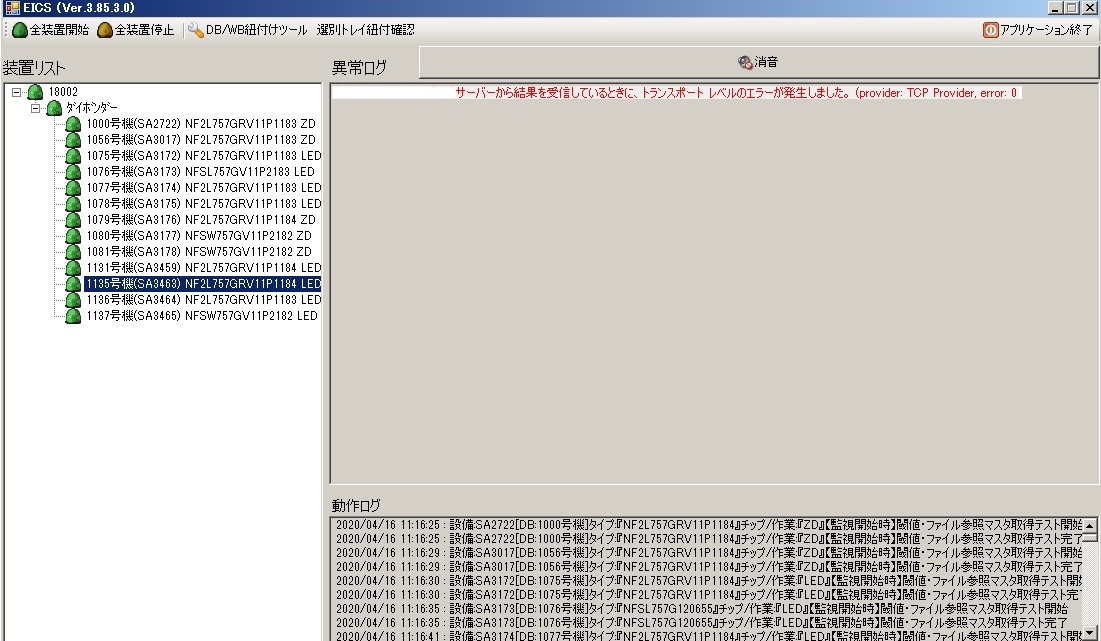 EICS (Ver.3.85.3.0)
全装置開始 全装置停止 DB/WB紐付けツール 選別トレイ紐付確認 アプリケーション終了
装置リスト
異常ログ
消音
18002
ダイボンダー
1000号機(SA2722) NF2L757GRV11P1183 ZD
1056号機(SA3017) NF2L757GRV11P1183 ZD
1075号機(SA3172) NF2L757GRV11P1183 LED
1076号機(SA3173) NFSL757GV11P2183 LED
1077号機(SA3174) NF2L757GRV11P1183 LED
1078号機(SA3175) NF2L757GRV11P1183 LED
1079号機(SA3176) NF2L757GRV11P1184 ZD
1080号機(SA3177) NFSW757GV11P2182 ZD
1081号機(SA3178) NFSW757GV11P2182 ZD
1131号機(SA3459) NF2L757GRV11P1184 LED
1135号機(SA3463) NF2L757GRV11P1184 LED
1136号機(SA3464) NF2L757GRV11P1183 LED
1137号機(SA3465) NFSW757GV11P2182 LED
サーバーから結果を受信しているときに、トランスポート レベルのエラーが発生しました。 (provider: TCP Provider, error: 0
動作ログ
2020/04/16 11:16:25 : 設備:SA2722[DB:1000号機]タイプ:『NF2L757GRV11P1184』チップ/作業:『ZD』【監視開始時】閾値・ファイル参照マスタ取得テスト開始
2020/04/16 11:16:25 : 設備:SA2722[DB:1000号機]タイプ:『NF2L757GRV11P1184』チップ/作業:『ZD』【監視開始時】閾値・ファイル参照マスタ取得テスト完了
2020/04/16 11:16:29 : 設備:SA3017[DB:1056号機]タイプ:『NF2L757GRV11P1184』チップ/作業:『ZD』【監視開始時】閾値・ファイル参照マスタ取得テスト開始
2020/04/16 11:16:29 : 設備:SA3017[DB:1056号機]タイプ:『NF2L757GRV11P1184』チップ/作業:『ZD』【監視開始時】閾値・ファイル参照マスタ取得テスト完了
2020/04/16 11:16:30 : 設備:SA3172[DB:1075号機]タイプ:『NF2L757GRV11P1184』チップ/作業:『LED』【監視開始時】閾値・ファイル参照マスタ取得テスト開
2020/04/16 11:16:30 : 設備:SA3172[DB:1075号機]タイプ:『NF2L757GRV11P1184』チップ/作業:『LED』【監視開始時】閾値・ファイル参照マスタ取得テスト完
2020/04/16 11:16:35 : 設備:SA3173[DB:1076号機]タイプ:『NFSL757G120655』チップ/作業:『LED』【監視開始時】閾値・ファイル参照マスタ取得テスト開始
2020/04/16 11:16:35 : 設備:SA3173[DB:1076号機]タイプ:『NFSL757G120655』チップ/作業:『LED』【監視開始時】閾値・ファイル参照マスタ取得テスト完了
2020/04/16 11:16:41 : 設備:SA3174[DB:1077号機]タイプ:『NF2L757GRV11P1184』チップ/作業:『LED』【監視開始時】閾値・ファイル参照マスタ取得テスト開